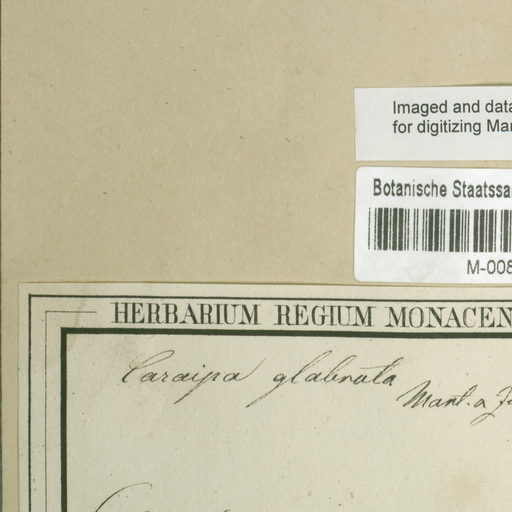 Imaged and data
for digitizing Mar
Botanische Staatssa
M-008
HERBARIUM REGIUM MONACEN
Caraipa glabrata
Mart.